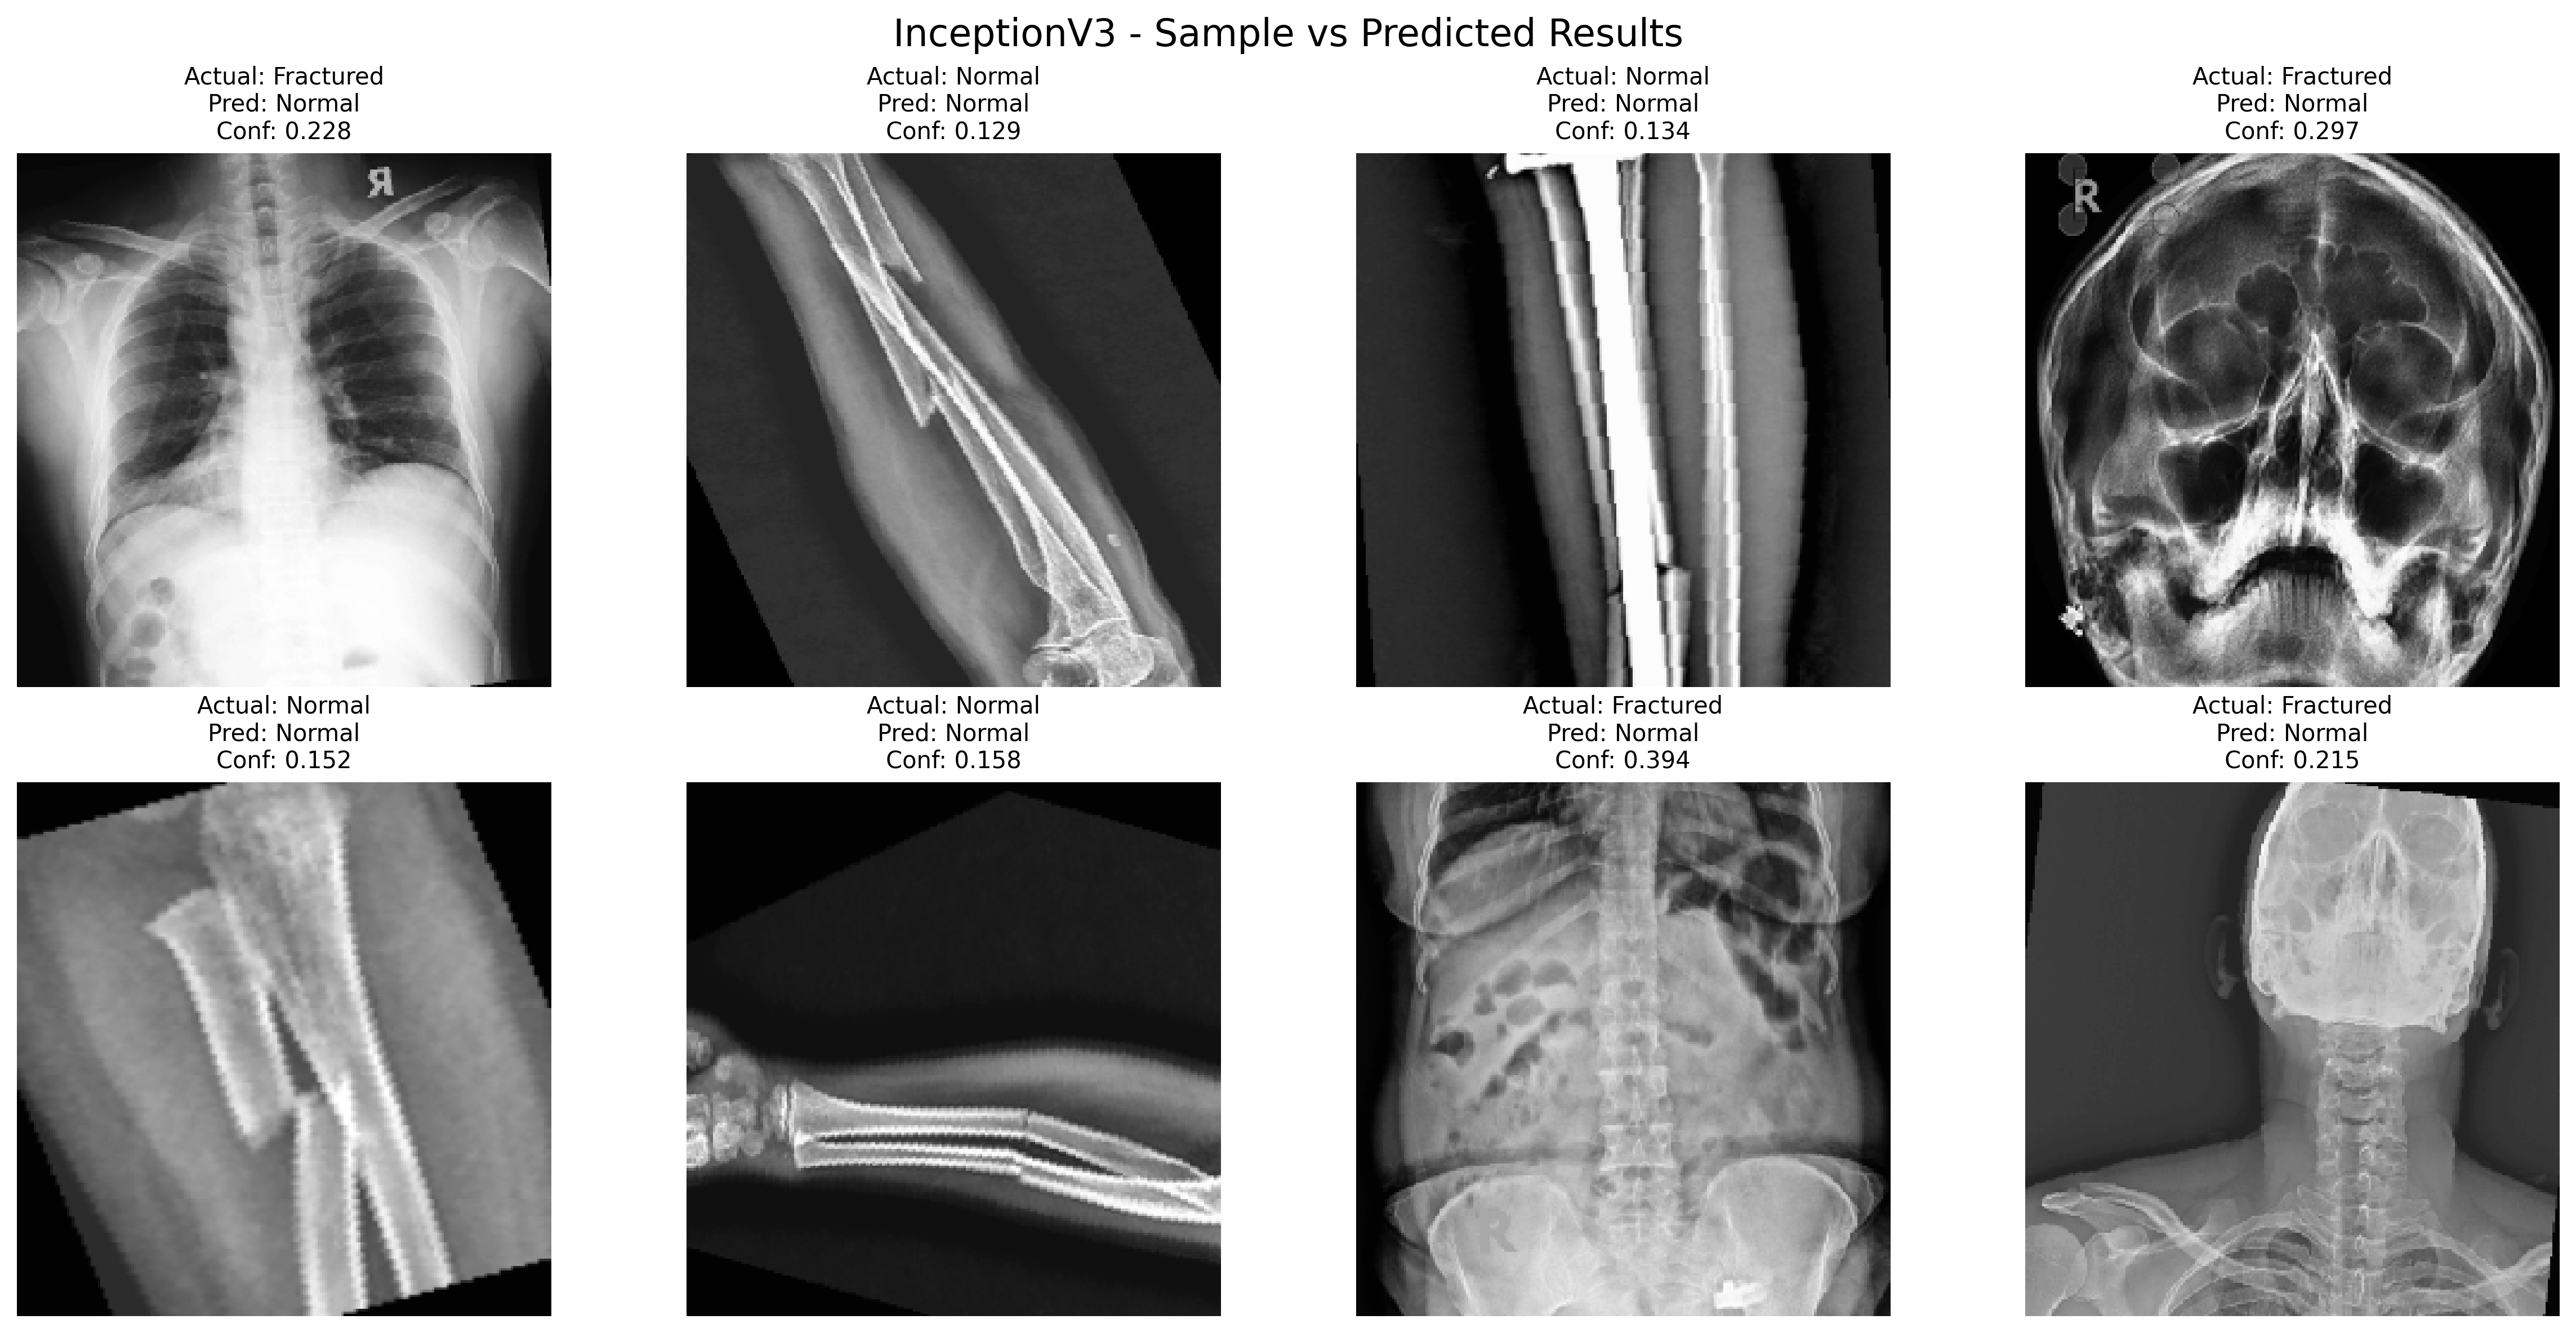 InceptionV3 - Sample vs Predicted Results
Actual: Fractured
Pred: Normal
Conf: 0.228
R
Actual: Normal
Pred: Normal
Conf: 0.129
Actual: Normal
Pred: Normal
Conf: 0.134
Actual: Fractured
Pred: Normal
Conf: 0.297
R
Actual: Normal
Pred: Normal
Conf: 0.152
Actual: Normal
Pred: Normal
Conf: 0.158
Actual: Fractured
Pred: Normal
Conf: 0.394
R
Actual: Fractured
Pred: Normal
Conf: 0.215